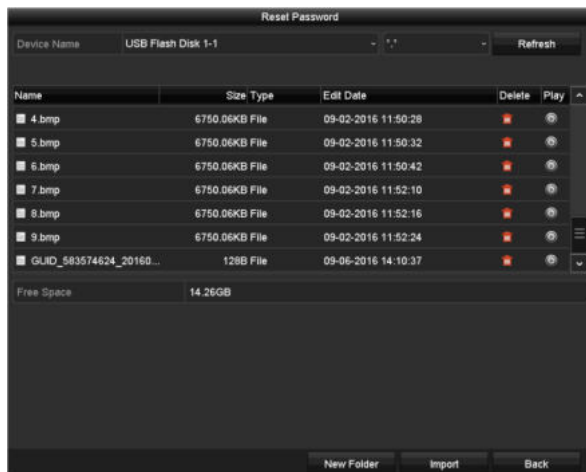 Reset Password
Device Name USB Flash Disk 1-1 *.* Refresh
Name Size Type Edit Date Delete Play
4.bmp 6750.06KB File 09-02-2016 11:50:28
5.bmp 6750.06KB File 09-02-2016 11:50:32
6.bmp 6750.06KB File 09-02-2016 11:50:42
7.bmp 6750.06KB File 09-02-2016 11:52:10
8.bmp 6750.06KB File 09-02-2016 11:52:16
9.bmp 6750.06KB File 09-02-2016 11:52:24
GUID_583574624_20160... 128B File 09-06-2016 14:10:37
Free Space 14.26GB
New Folder Import Back